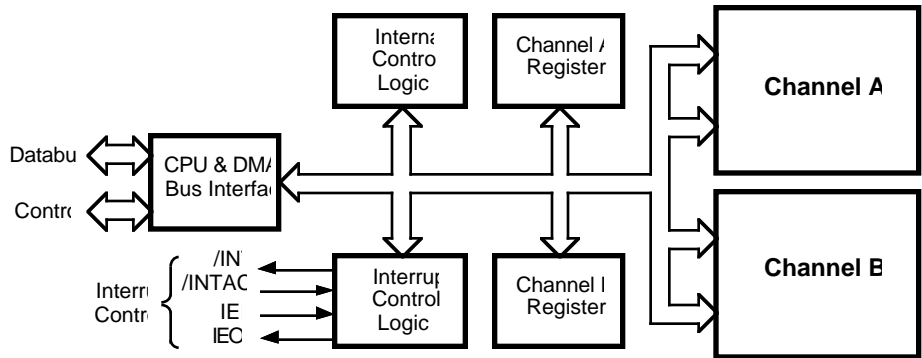 Interna
Contro
Logic
Channel A
Register
Channel A
Databu
CPU & DMA
Bus Interfac
Contro
Channel B
/IN
/INTAC
IE
IEO
Interru
Contro
Interrup
Control
Logic
Channel
Register